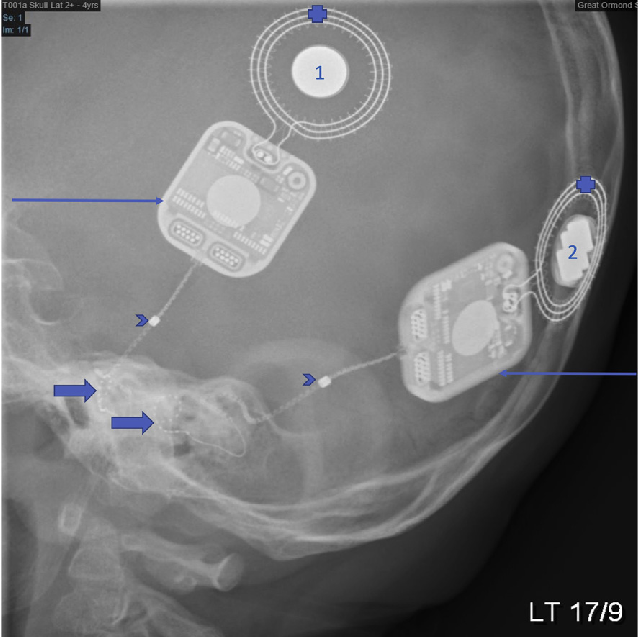 T001a Skull Lat 2+ - 4yrs
Great Ormond S
Se: 1
Im: 1/1
1
2
LT 17/9